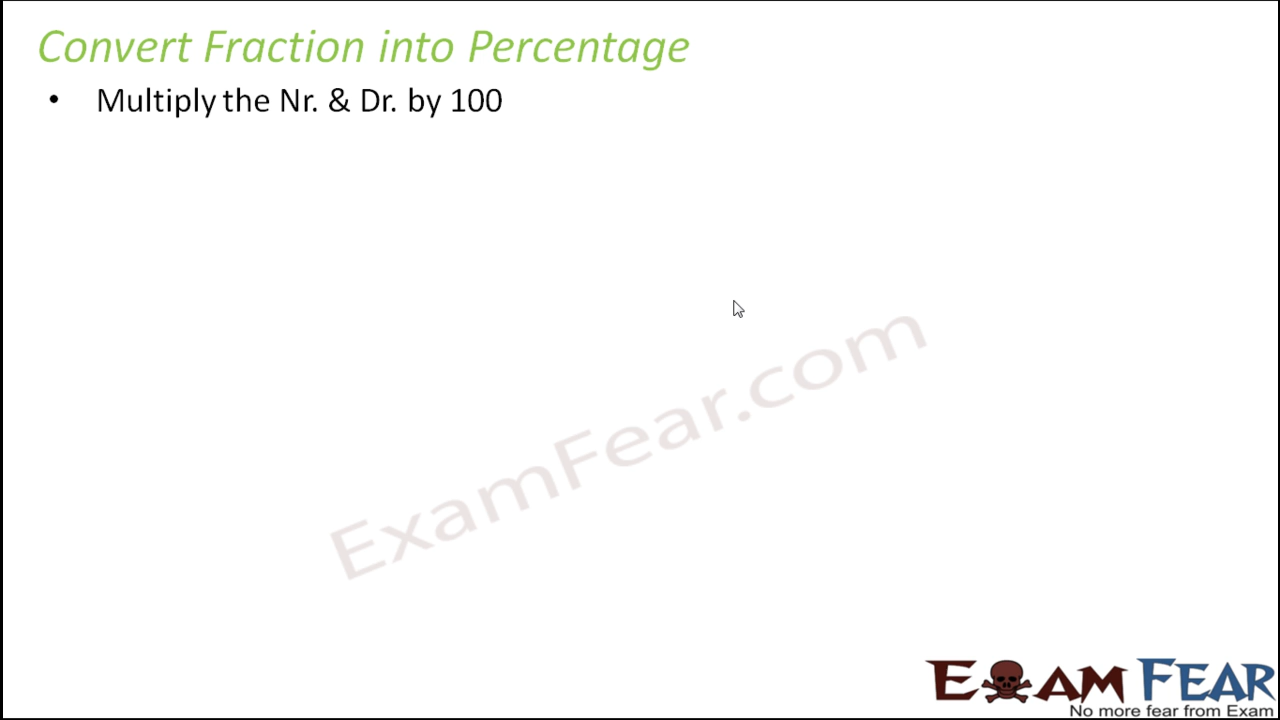 Convert Fraction into Percentage
• Multiply the Nr. & Dr. by 100
ExamFear.com
EXAM FEAR
No more fear from Exam